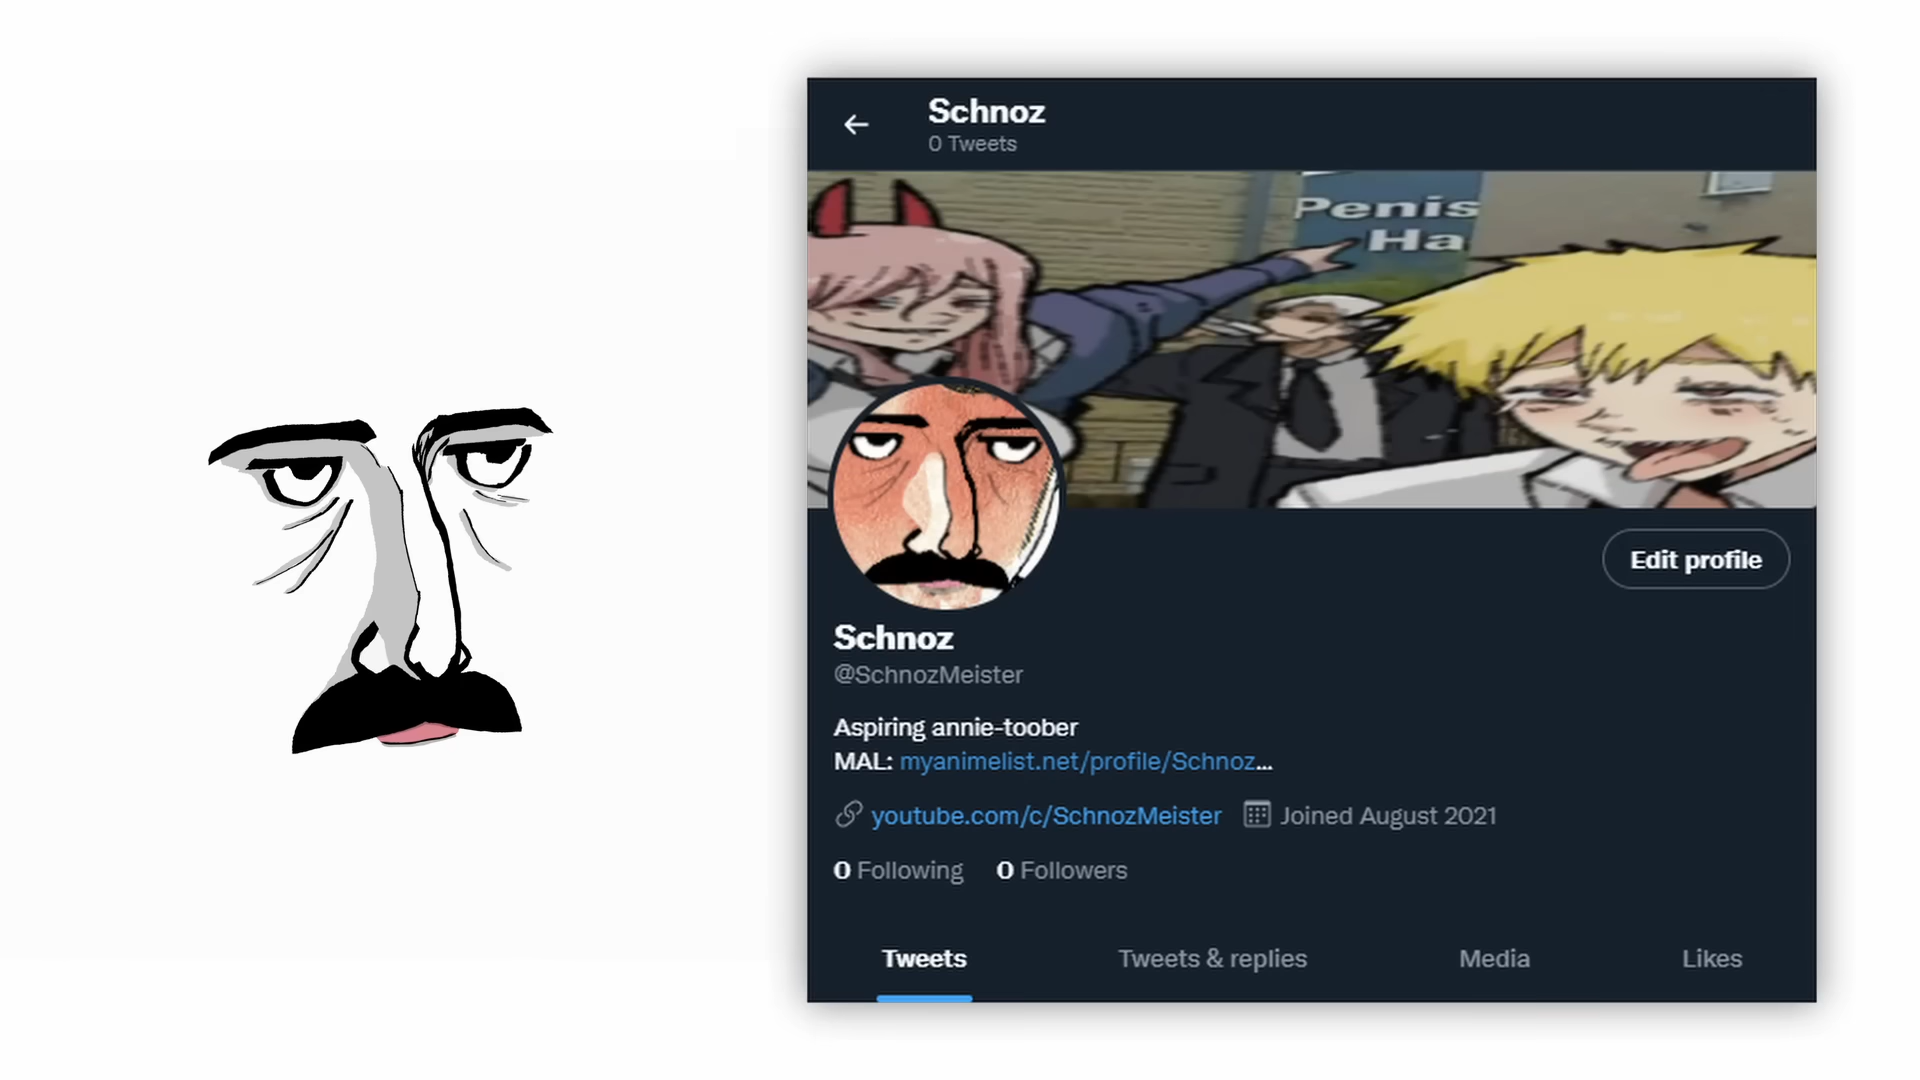 Schnoz
0 Tweets
Penis
Ha
Edit profile
Schnoz
@SchnozMeister
Aspiring annie-toober
MAL: myanimelist.net/profile/Schnoz...
youtube.com/c/SchnozMeister Joined August 2021
0 Following 0 Followers
Tweets Tweets & replies Media Likes